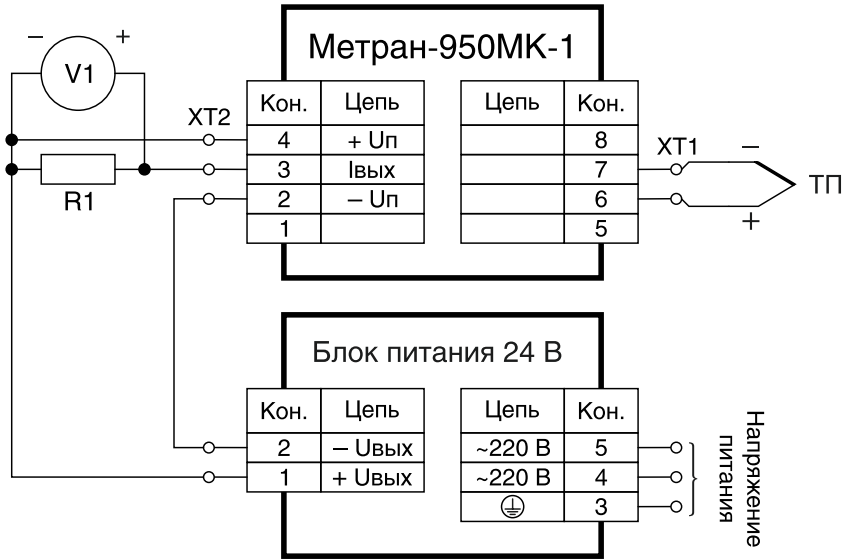 Метран-950МК-1
– +
V1
XT2
R1
Кон. Цепь
4 + Uп
3 Iвых
2 – Uп
1
Цепь Кон.
8
7
6
5
XT1
–
+
ТП
Блок питания 24 В
Кон. Цепь
2 – Uвых
1 + Uвых
Цепь Кон.
~220 В 5
~220 В 4
3
Напряжение
питания